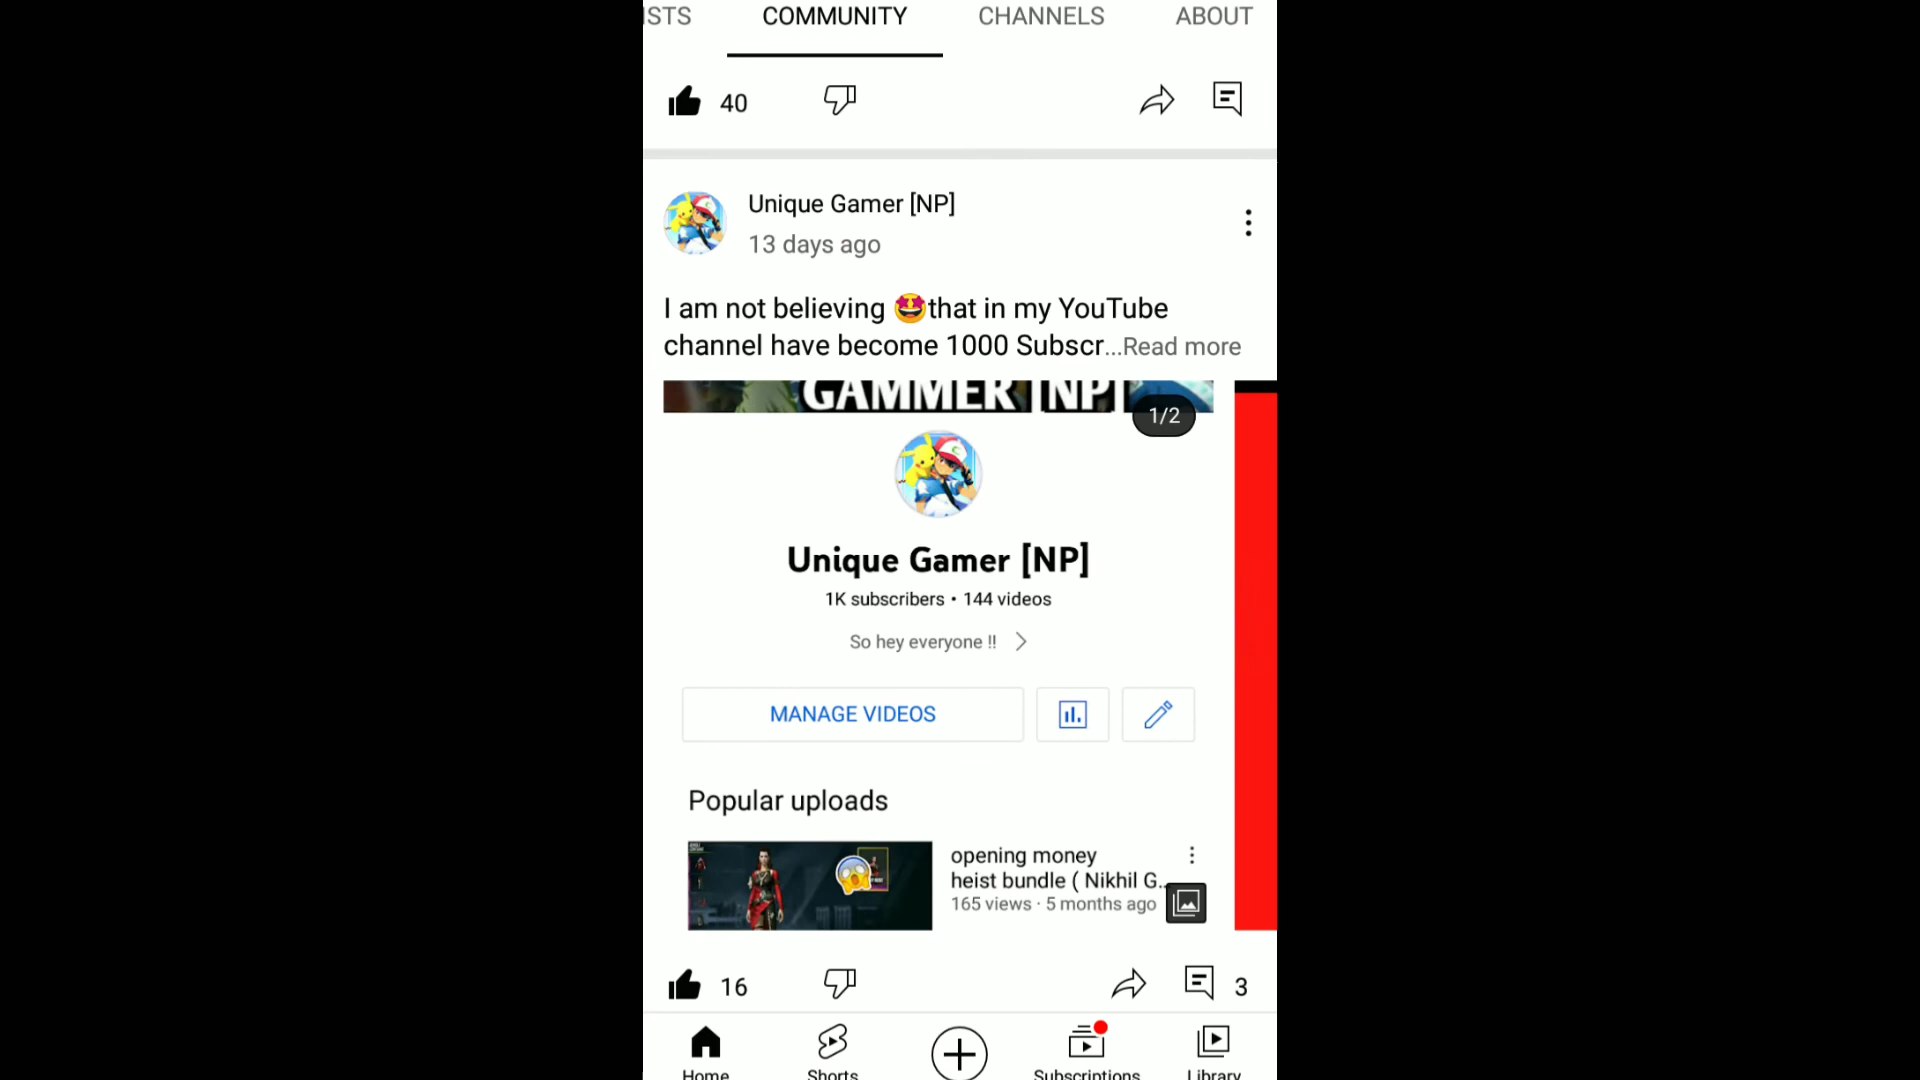 ISTS COMMUNITY CHANNELS ABOUT
40
Unique Gamer [NP]
13 days ago
I am not believing 🤩that in my YouTube
channel have become 1000 Subscr...Read more
GAMMER [NP]
1/2
Unique Gamer [NP]
1K subscribers • 144 videos
So hey everyone !!
MANAGE VIDEOS
Popular uploads
opening money
heist bundle ( Nikhil G..
165 views · 5 months ago
16
3
Home Shorts Subscriptions Library